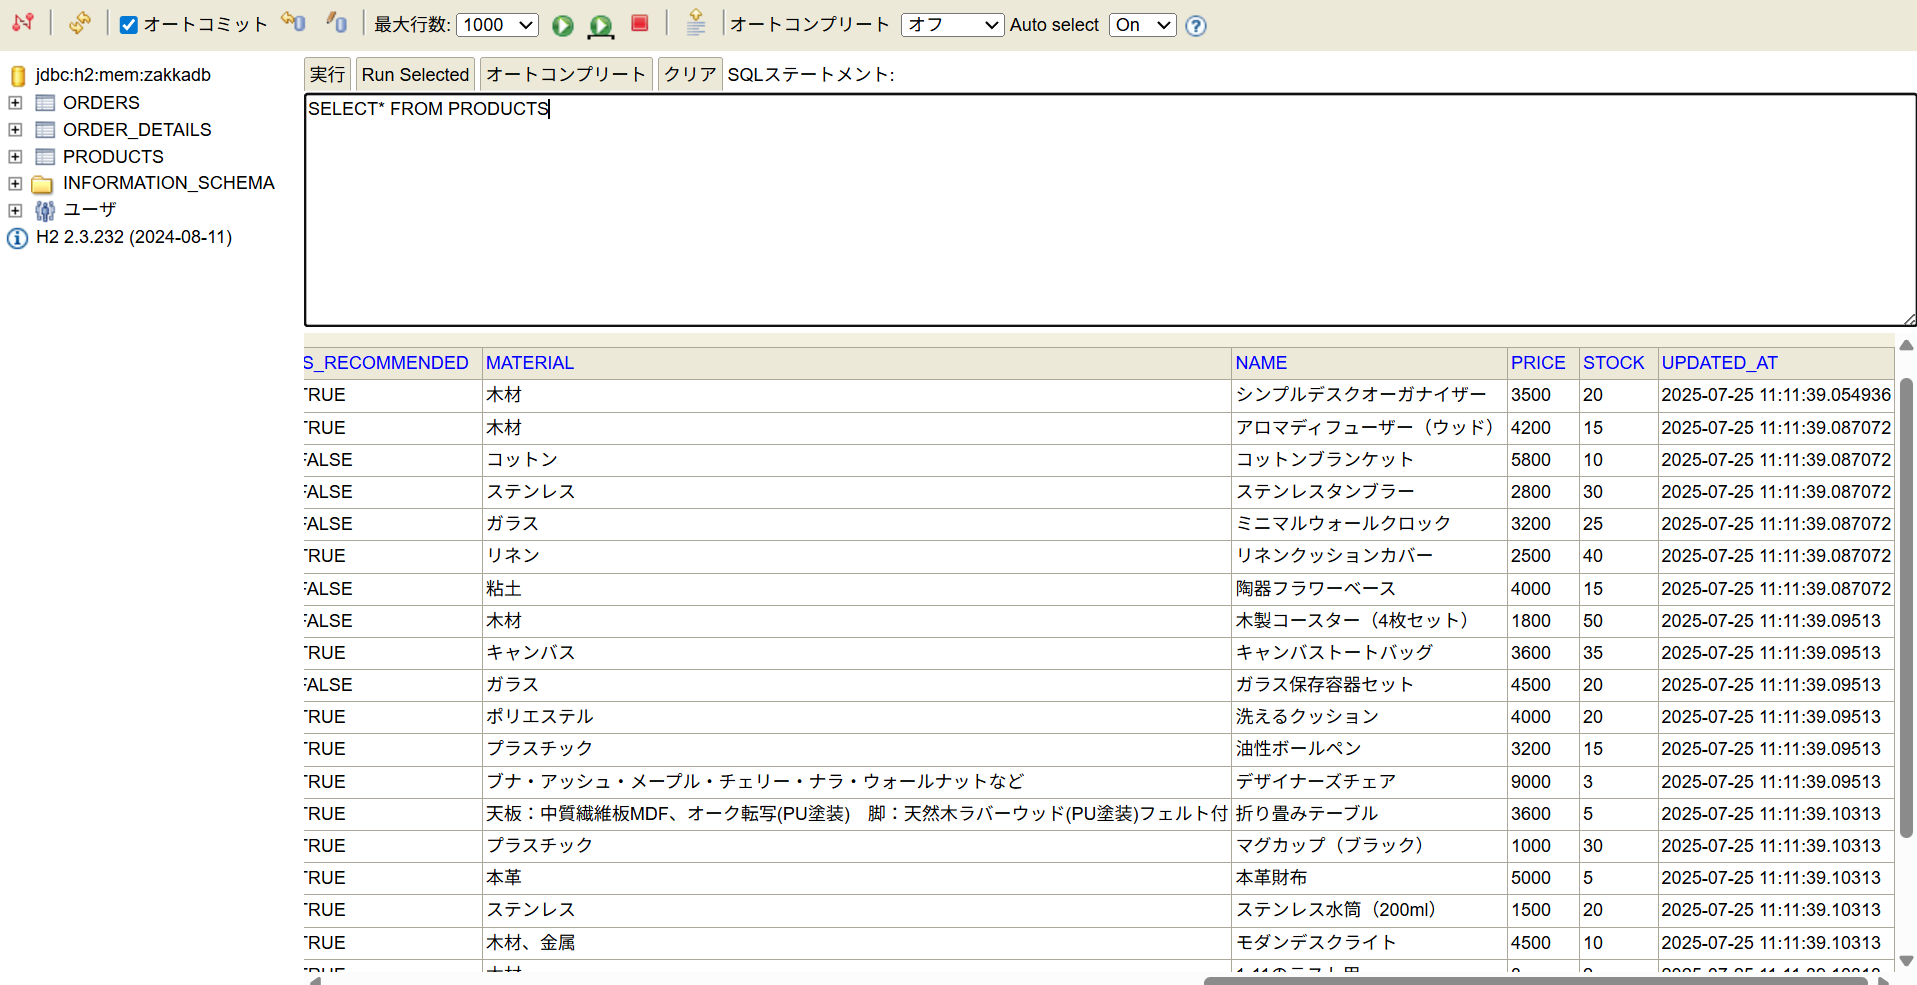 オートコミット 最大行数: 1000 オートコンプリート オフ Auto select On
jdbc:h2:mem:zakkadb
ORDERS
ORDER_DETAILS
PRODUCTS
INFORMATION_SCHEMA
ユーザ
H2 2.3.232 (2024-08-11)
実行 Run Selected オートコンプリート クリア SQLステートメント:
SELECT* FROM PRODUCTS
S_RECOMMENDED MATERIAL NAME PRICE STOCK UPDATED_AT
TRUE 木材 シンプルデスクオーガナイザー 3500 20 2025-07-25 11:11:39.054936
TRUE 木材 アロマディフューザー（ウッド） 4200 15 2025-07-25 11:11:39.087072
FALSE コットン コットンブランケット 5800 10 2025-07-25 11:11:39.087072
FALSE ステンレス ステンレスタンブラー 2800 30 2025-07-25 11:11:39.087072
FALSE ガラス ミニマルウォールクロック 3200 25 2025-07-25 11:11:39.087072
TRUE リネン リネンクッションカバー 2500 40 2025-07-25 11:11:39.087072
FALSE 粘土 陶器フラワーベース 4000 15 2025-07-25 11:11:39.087072
FALSE 木材 木製コースター（4枚セット） 1800 50 2025-07-25 11:11:39.09513
TRUE キャンバス キャンバストートバッグ 3600 35 2025-07-25 11:11:39.09513
FALSE ガラス ガラス保存容器セット 4500 20 2025-07-25 11:11:39.09513
TRUE ポリエステル 洗えるクッション 4000 20 2025-07-25 11:11:39.09513
TRUE プラスチック 油性ボールペン 3200 15 2025-07-25 11:11:39.09513
TRUE ブナ・アッシュ・メープル・チェリー・ナラ・ウォールナットなど デザイナーズチェア 9000 3 2025-07-25 11:11:39.09513
TRUE 天板：中質繊維板MDF、オーク転写(PU塗装)　脚：天然木ラバーウッド(PU塗装)フェルト付 折り畳みテーブル 3600 5 2025-07-25 11:11:39.10313
TRUE プラスチック マグカップ（ブラック） 1000 30 2025-07-25 11:11:39.10313
TRUE 本革 本革財布 5000 5 2025-07-25 11:11:39.10313
TRUE ステンレス ステンレス水筒（200ml） 1500 20 2025-07-25 11:11:39.10313
TRUE 木材、金属 モダンデスクライト 4500 10 2025-07-25 11:11:39.10313